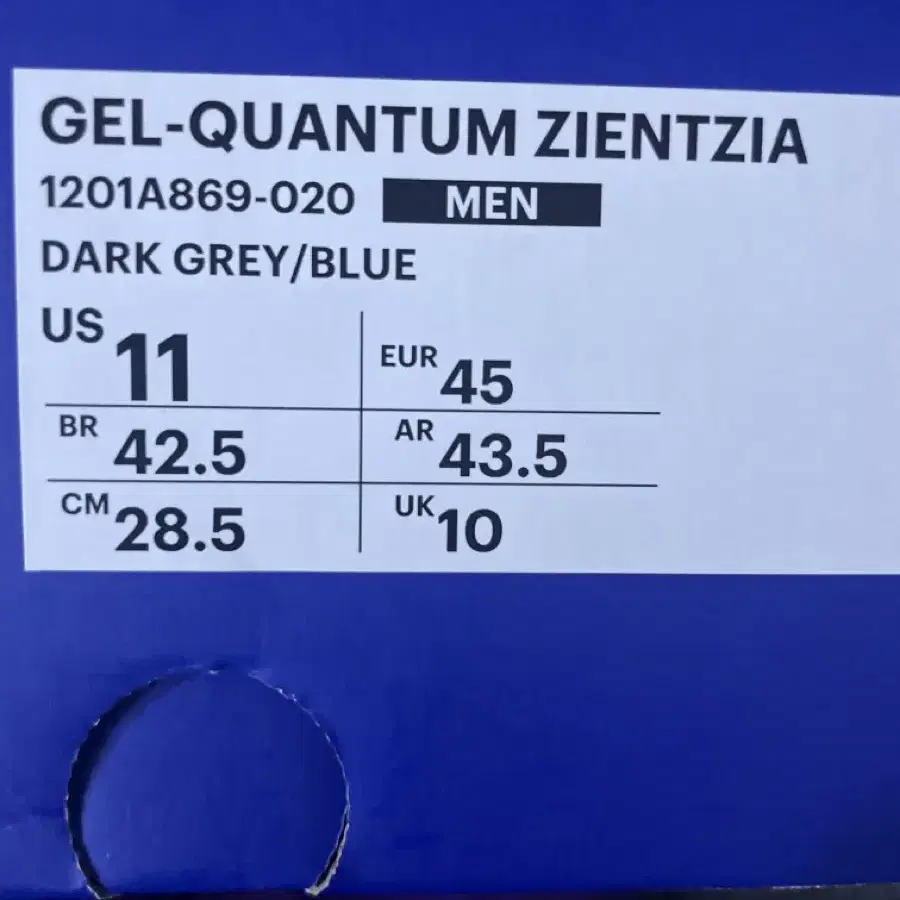 GEL-QUANTUM ZIENTZIA
1201A869-020 MEN
DARK GREY/BLUE
US 11 EUR 45
BR 42.5 AR 43.5
CM 28.5 UK 10